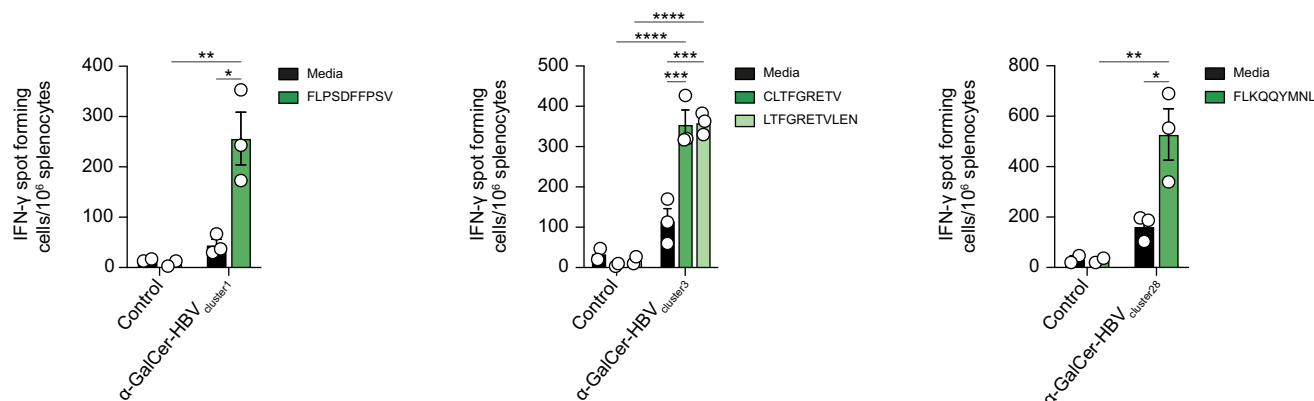 IFN-γ spot forming
cells/10⁶ splenocytes
400
300
200
100
0
**
*
Media
FLPSDFFPSV
Control
α-GalCer-HBV cluster1
IFN-γ spot forming
cells/10⁶ splenocytes
500
400
300
200
100
0
****
****
***
***
Media
CLTFGRETV
LTFGRETVLEN
Control
α-GalCer-HBV cluster3
IFN-γ spot forming
cells/10⁶ splenocytes
800
600
400
200
0
**
*
Media
FLKQQYMNL
Control
α-GalCer-HBV cluster28